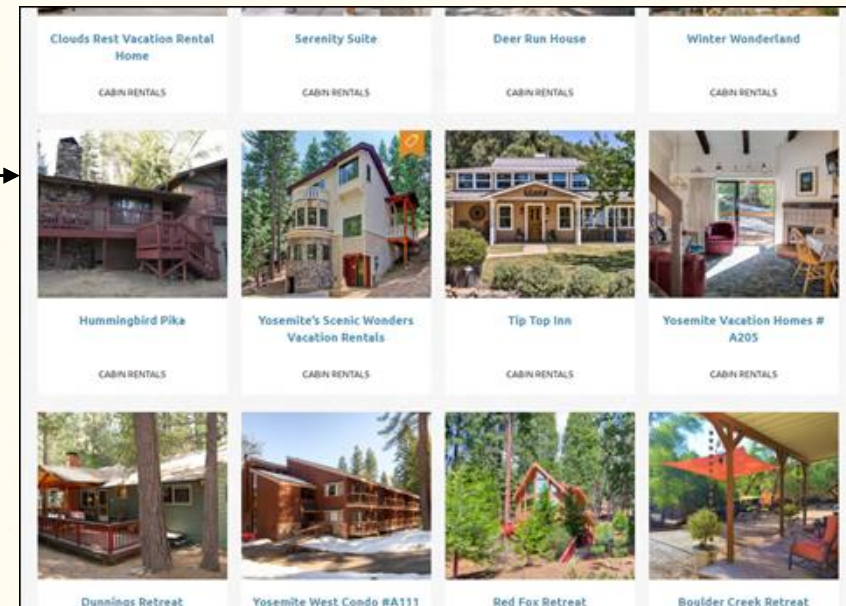 Clouds Rest Vacation Rental
Home
Serenity Suite
Deer Run House
Winter Wonderland
CABIN RENTALS
CABIN RENTALS
CABIN RENTALS
CABIN RENTALS
Hummingbird Pika
Yosemite's Scenic Wonders
Vacation Rentals
Tip Top Inn
Yosemite Vacation Homes #
A205
CABIN RENTALS
CABIN RENTALS
CABIN RENTALS
CABIN RENTALS
Dunnings Retreat
Yosemite West Condo #A111
Red Fox Retreat
Boulder Creek Retreat